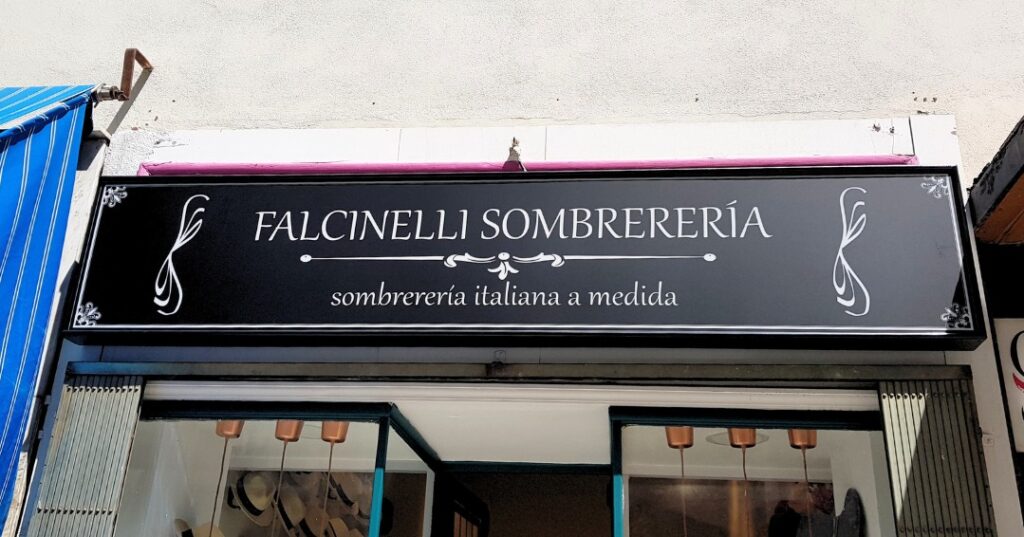 FALCINELLI SOMBRERERÍA
sombrerería italiana a medida